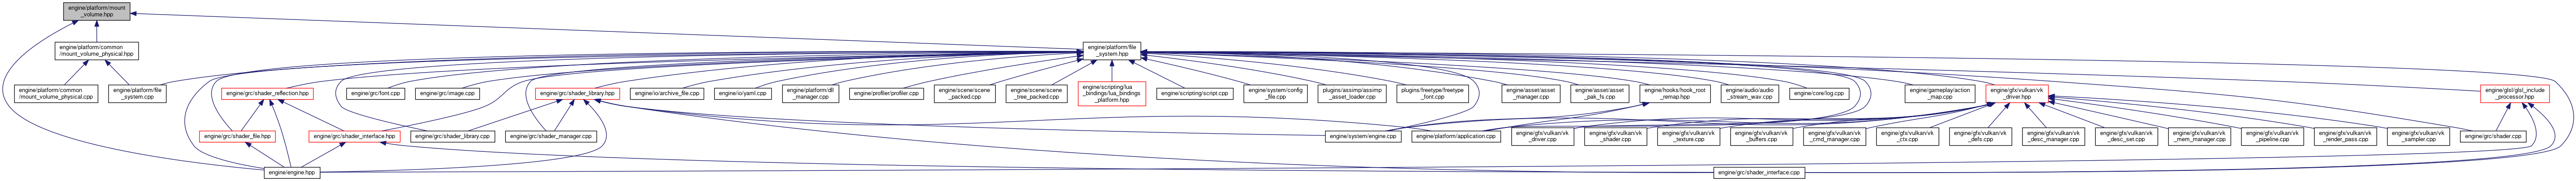 engine/platform/mount
_volume.hpp
engine/platform/common
/mount_volume_physical.hpp
engine/platform/file
_system.hpp
engine/platform/common
/mount_volume_physical.cpp
engine/platform/file
_system.cpp
engine/grc/shader_reflection.hpp
engine/grc/font.cpp
engine/grc/image.cpp
engine/grc/shader_library.hpp
engine/io/archive_file.cpp
engine/io/yaml.cpp
engine/platform/dll
_manager.cpp
engine/profiler/profiler.cpp
engine/scene/scene
_packed.cpp
engine/scene/scene
_tree_packed.cpp
engine/scripting/lua
_bindings/lua_bindings
_platform.hpp
engine/scripting/script.cpp
engine/system/config
_file.cpp
plugins/assimp/assimp
_asset_loader.cpp
plugins/freetype/freetype
_font.cpp
engine/asset/asset
_manager.cpp
engine/asset/asset
_pak_fs.cpp
engine/hooks/hook_root
_remap.hpp
engine/audio/audio
_stream_wav.cpp
engine/core/log.cpp
engine/gameplay/action
_map.cpp
engine/gfx/vulkan/vk
_driver.hpp
engine/glsl/glsl_include
_processor.hpp
engine/grc/shader_file.hpp
engine/grc/shader_interface.hpp
engine/grc/shader_library.cpp
engine/grc/shader_manager.cpp
engine/system/engine.cpp
engine/platform/application.cpp
engine/gfx/vulkan/vk
_driver.cpp
engine/gfx/vulkan/vk
_shader.cpp
engine/gfx/vulkan/vk
_texture.cpp
engine/gfx/vulkan/vk
_buffers.cpp
engine/gfx/vulkan/vk
_cmd_manager.cpp
engine/gfx/vulkan/vk
_ctx.cpp
engine/gfx/vulkan/vk
_defs.cpp
engine/gfx/vulkan/vk
_desc_manager.cpp
engine/gfx/vulkan/vk
_desc_set.cpp
engine/gfx/vulkan/vk
_mem_manager.cpp
engine/gfx/vulkan/vk
_pipeline.cpp
engine/gfx/vulkan/vk
_render_pass.cpp
engine/gfx/vulkan/vk
_sampler.cpp
engine/grc/shader.cpp
engine/engine.hpp
engine/grc/shader_interface.cpp